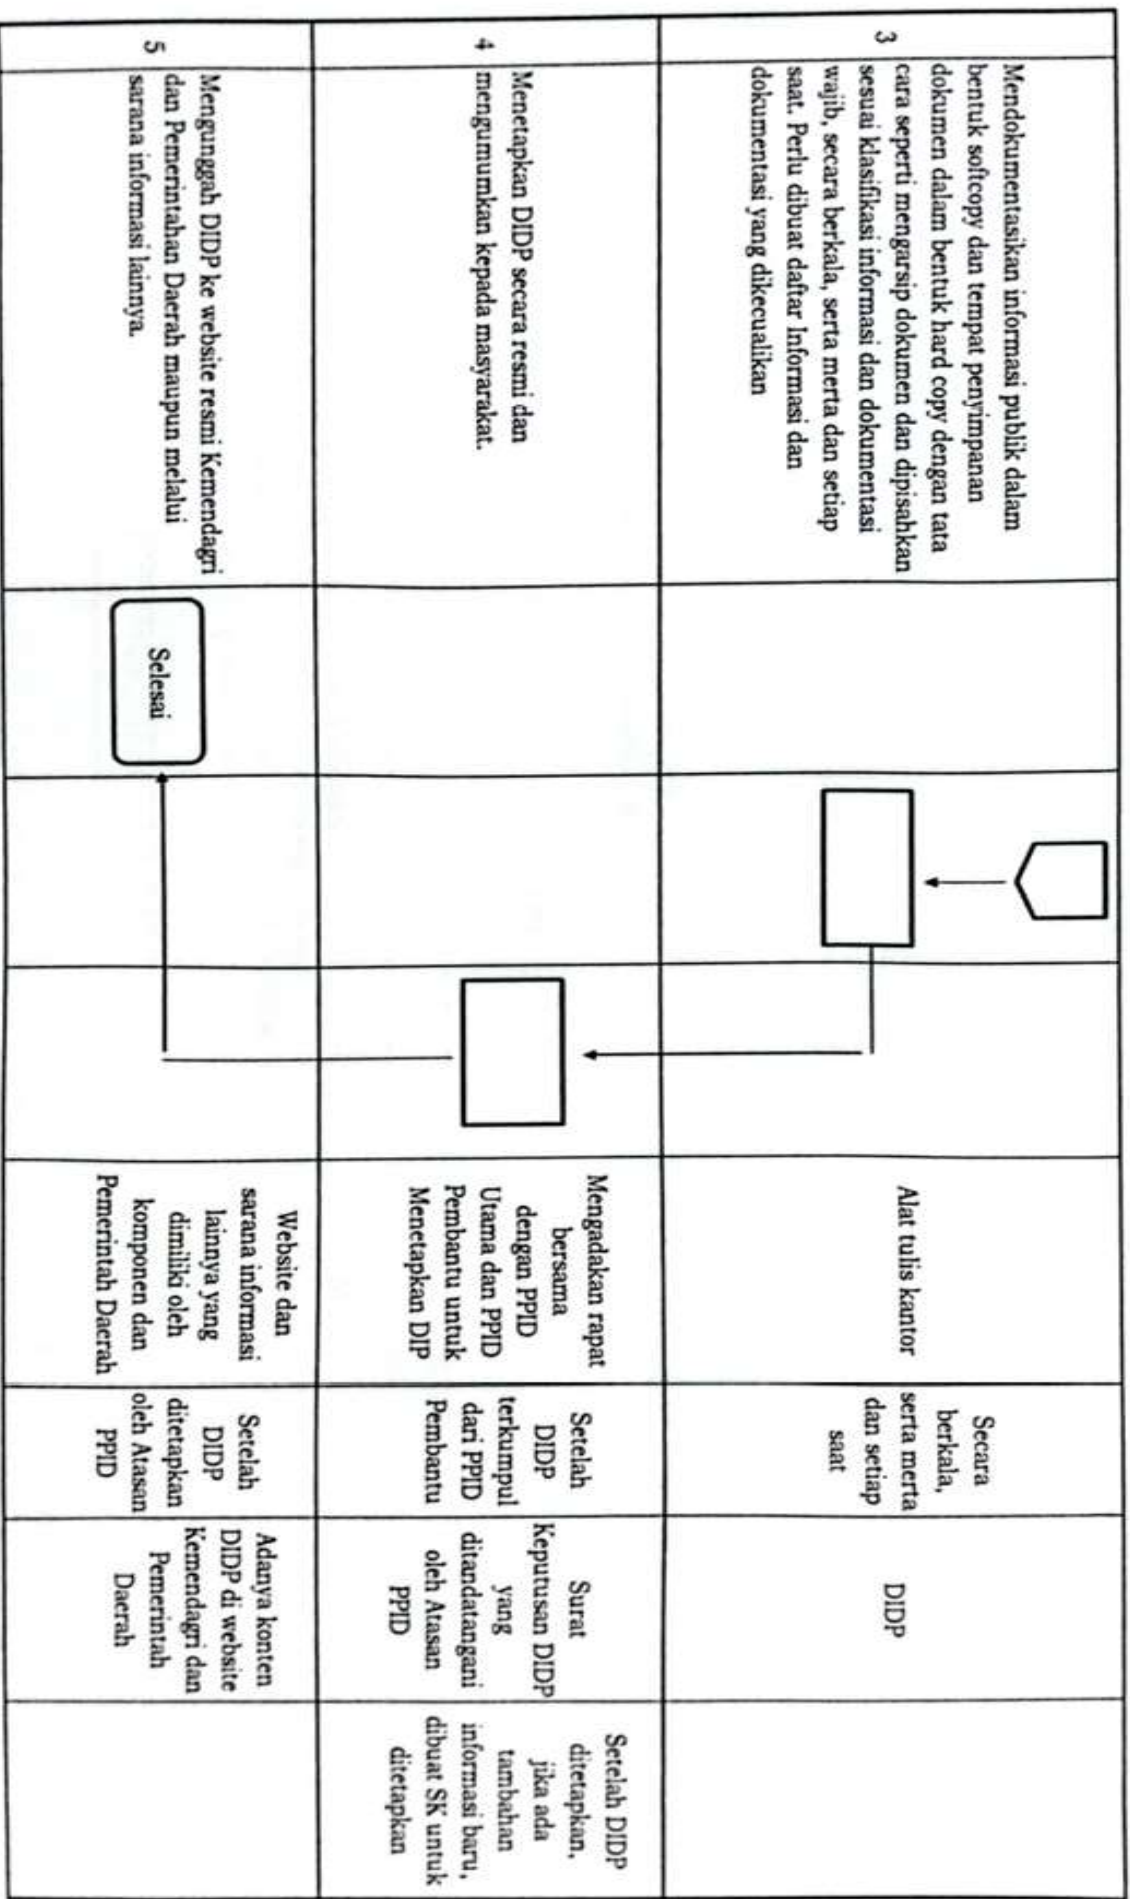 3
Mendokumentasikan informasi publik dalam
bentuk softcopy dan tempat penyimpanan
dokumen dalam bentuk hard copy dengan tata
cara seperti mengarsip dokumen dan dipisahkan
sesuai klasifikasi informasi dan dokumentasi
wajib, secara berkala, serta merta dan setiap
saat. Perlu dibuat daftar Informasi dan
dokumentasi yang dikecualikan
Alat tulis kantor
Secara
berkala,
serta merta
dan setiap
saat
DIDP
4
Menetapkan DIDP secara resmi dan
mengumumkan kepada masyarakat.
Mengadakan rapat
bersama
dengan PPID
Utama dan PPID
Pembantu untuk
Menetapkan DIP
Setelah
DIDP
terkumpul
dari PPID
Pembantu
Surat
Keputusan DIDP
yang
ditandatangani
oleh Atasan
PPID
Setelah DIDP
ditetapkan,
jika ada
tambahan
informasi baru,
dibuat SK untuk
ditetapkan
5
Mengunggah DIDP ke website resmi Kemendagri
dan Pemerintahan Daerah maupun melalui
sarana informasi lainnya.
Selesai
Website dan
sarana informasi
lainnya yang
dimiliki oleh
komponen dan
Pemerintah Daerah
Setelah
DIDP
ditetapkan
oleh Atasan
PPID
Adanya konten
DIDP di website
Kemendagri dan
Pemerintah
Daerah